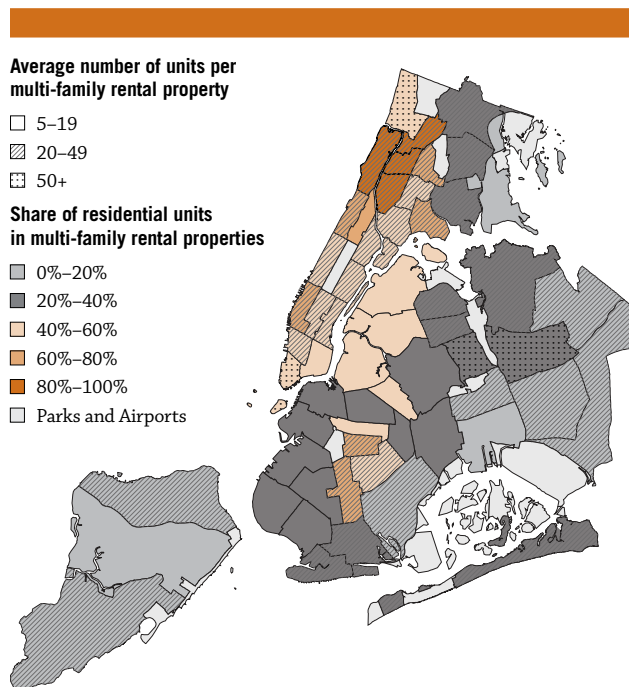 Average number of units per
multi-family rental property
5–19
20–49
50+
Share of residential units
in multi-family rental properties
0%–20%
20%–40%
40%–60%
60%–80%
80%–100%
Parks and Airports